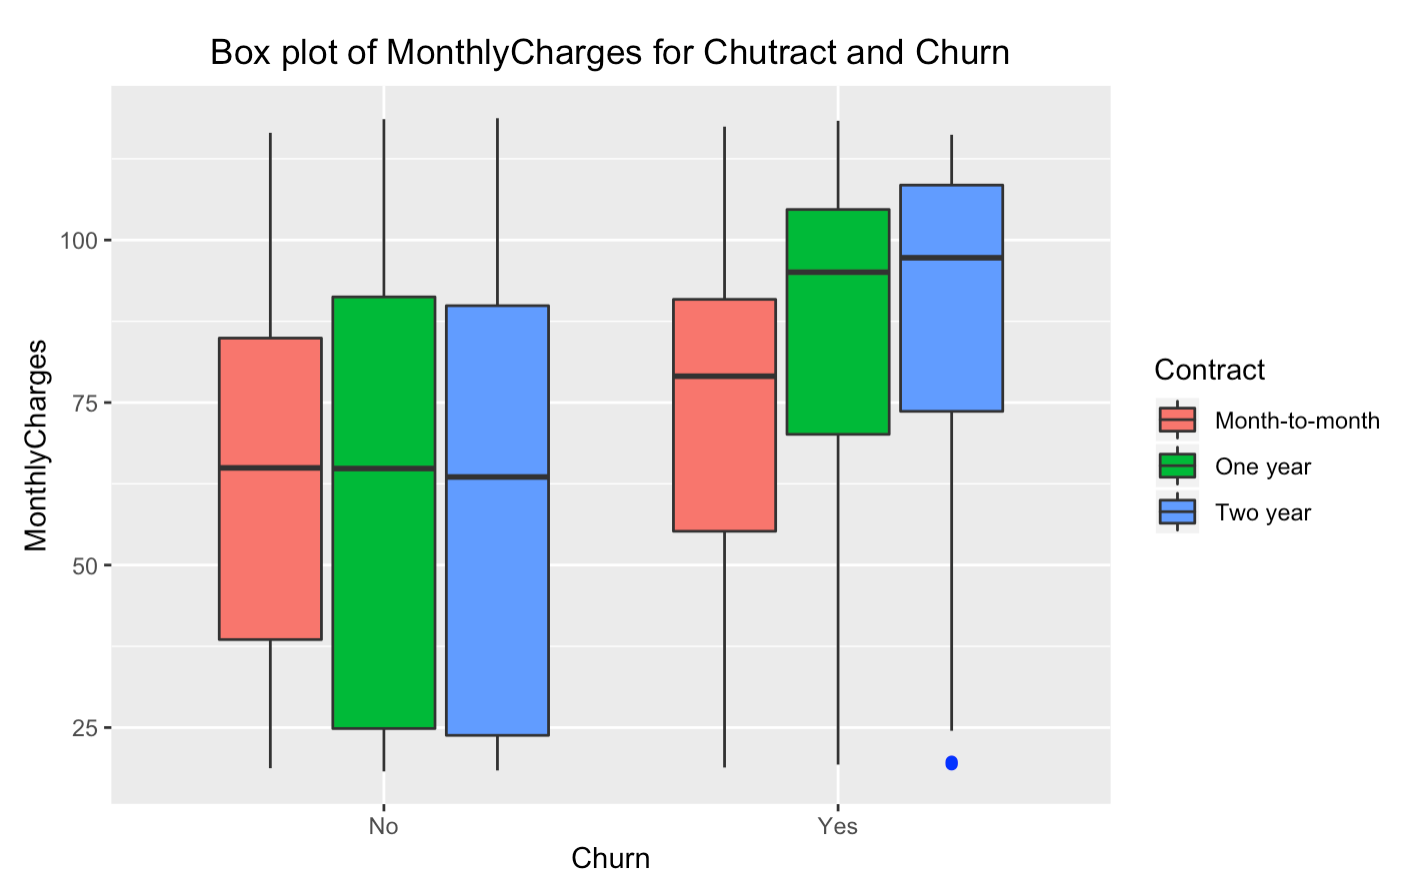 Box plot of MonthlyCharges for Chutract and Churn
MonthlyCharges
100
75
50
25
No
Yes
Churn
Contract
Month-to-month
One year
Two year